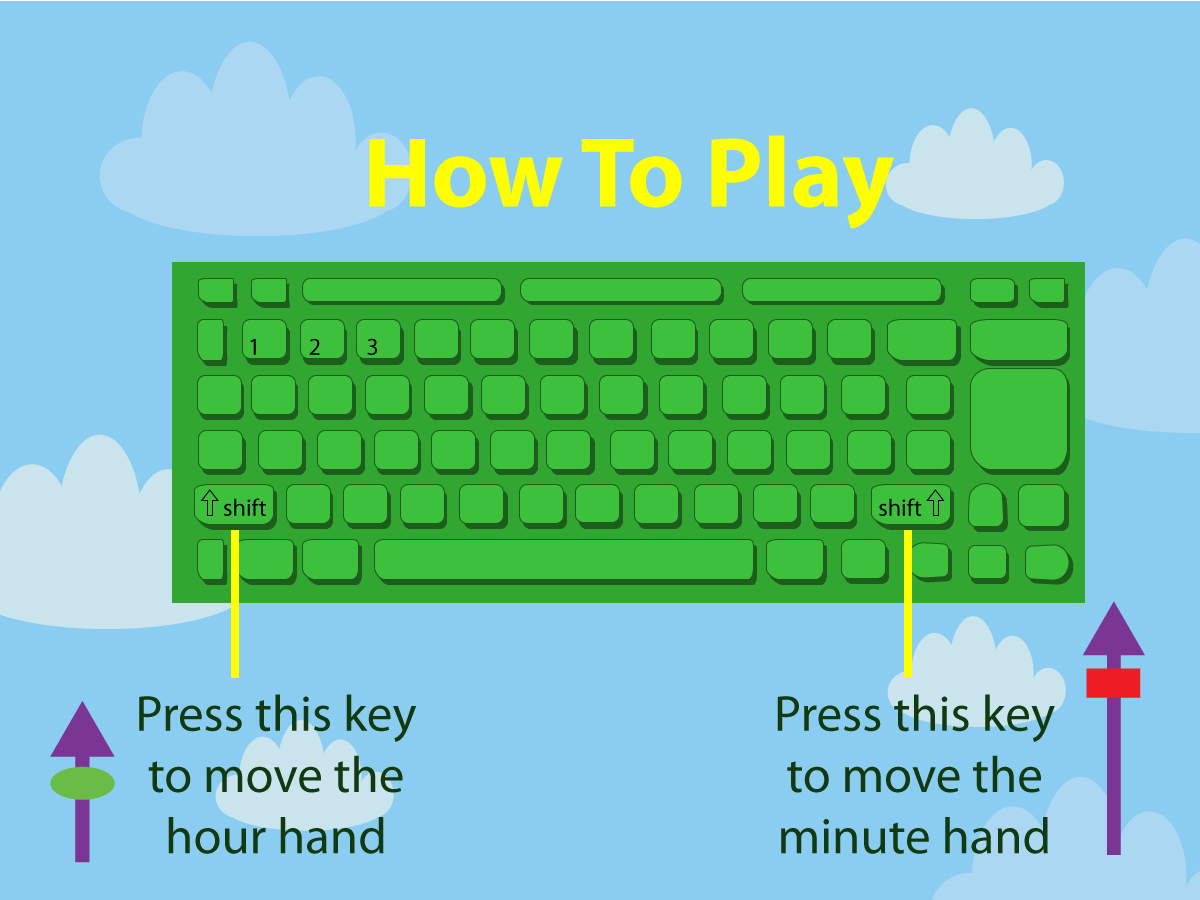 How To Play
1 2 3
⇧ shift
shift ⇧
Press this key
to move the
hour hand
Press this key
to move the
minute hand